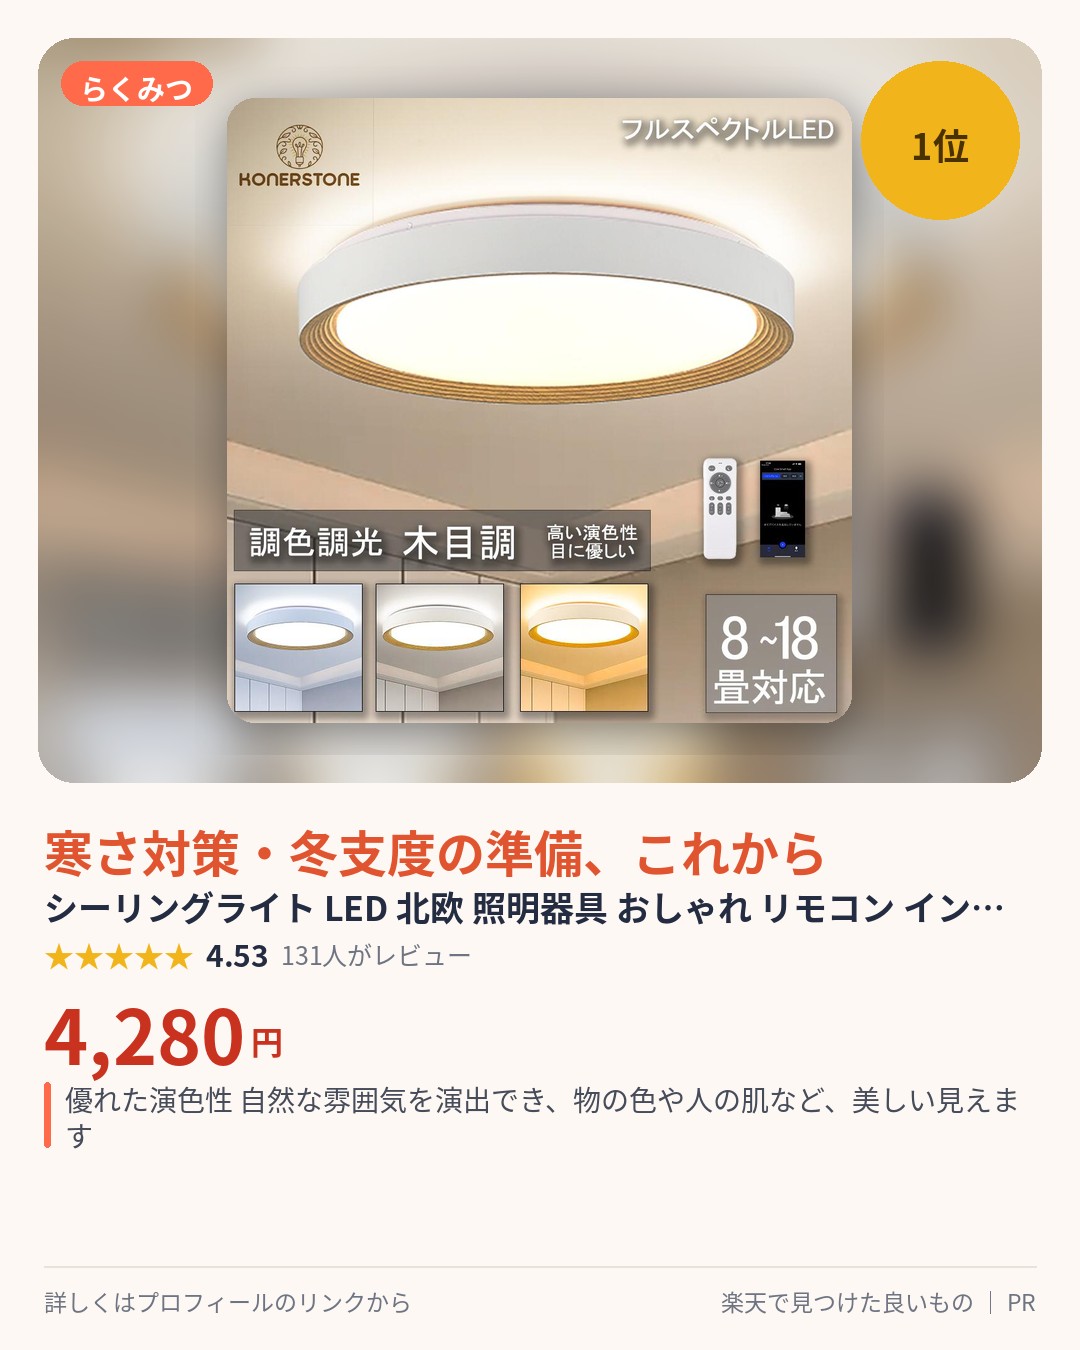 らくみつ
1位
フルスペクトルLED
KONERSTONE
調色調光 木目調 高い演色性
目に優しい
8~18
畳対応
寒さ対策・冬支度の準備、これから
シーリングライト LED 北欧 照明器具 おしゃれ リモコン イン…
★★★★★ 4.53 131人がレビュー
4,280円
優れた演色性 自然な雰囲気を演出でき、物の色や人の肌など、美しい見えま
す
詳しくはプロフィールのリンクから
楽天で見つけた良いもの | PR